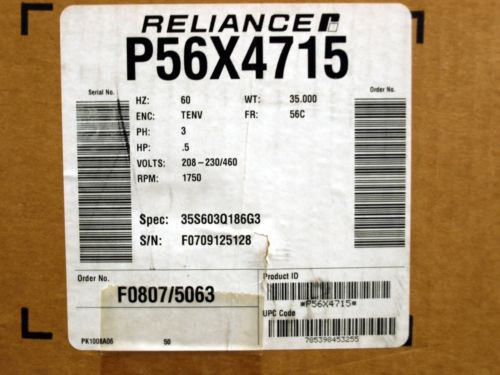 RELIANCE
P56X4715
Serial No.
Order No.
HZ: 60 WT: 35.000
ENC: TENV FR: 56C
PH: 3
HP: .5
VOLTS: 208-230/460
RPM: 1750
Spec: 35S603Q186G3
S/N: F0709125128
Order No.
F0807/5063
Product ID
*P56X4715*
UPC Code
785398453255
PK1008A06 50